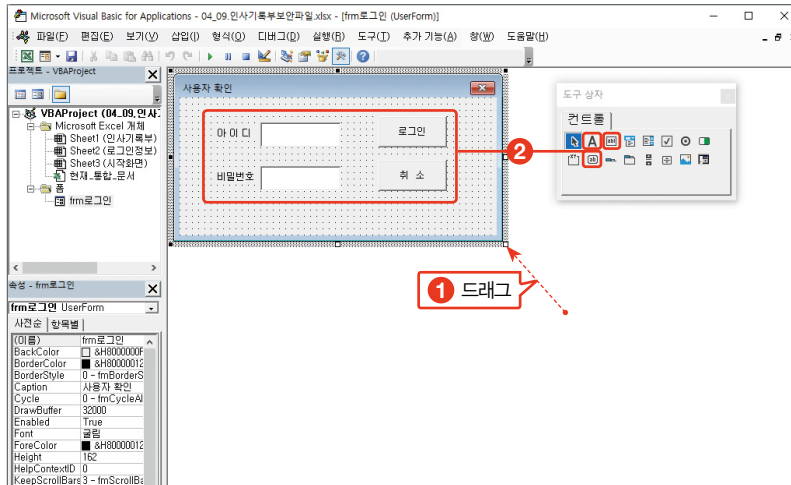 Microsoft Visual Basic for Applications - 04_09.인사기록부보안파일.xlsx - [frm로그인 (UserForm)]
파일(F) 편집(E) 보기(V) 삽입(I) 형식(O) 디버그(D) 실행(R) 도구(T) 추가 기능(A) 창(W) 도움말(H)
프로젝트 - VBAProject
VBAProject (04_09.인사
Microsoft Excel 개체
Sheet1 (인사기록부)
Sheet2 (로그인정보)
Sheet3 (시작화면)
현재_통합_문서
폼
frm로그인
속성 - frm로그인
frm로그인 UserForm
사전순 항목별
(이름) frm로그인
BackColor &H8000000F
BorderColor &H80000012
BorderStyle 0 - fmBorderS
Caption 사용자 확인
Cycle 0 - fmCycleAl
DrawBuffer 32000
Enabled True
Font 굴림
ForeColor &H80000012
Height 162
HelpContextID 0
KeepScrollBars 3 - fmScrollBa
사용자 확인
아 이 디
로그인
비밀번호
취 소
2
1 드래그
도구 상자
컨트롤
A abl
ab